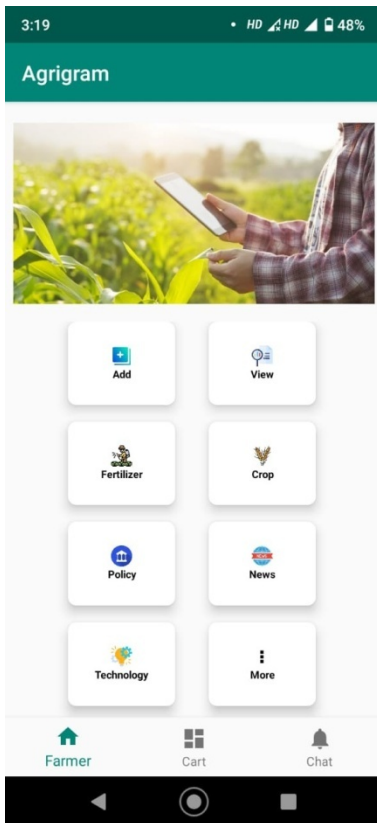 3:19 HD HD 48%
Agrigram
Add View
Fertilizer Crop
Policy News
Technology More
Farmer Cart Chat